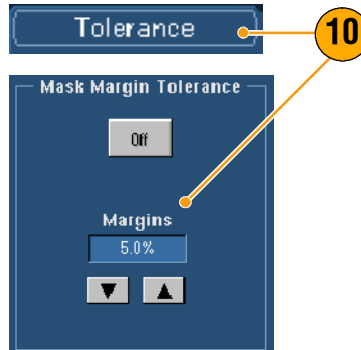 Tolerance
10
Mask Margin Tolerance
Off
Margins
5.0%